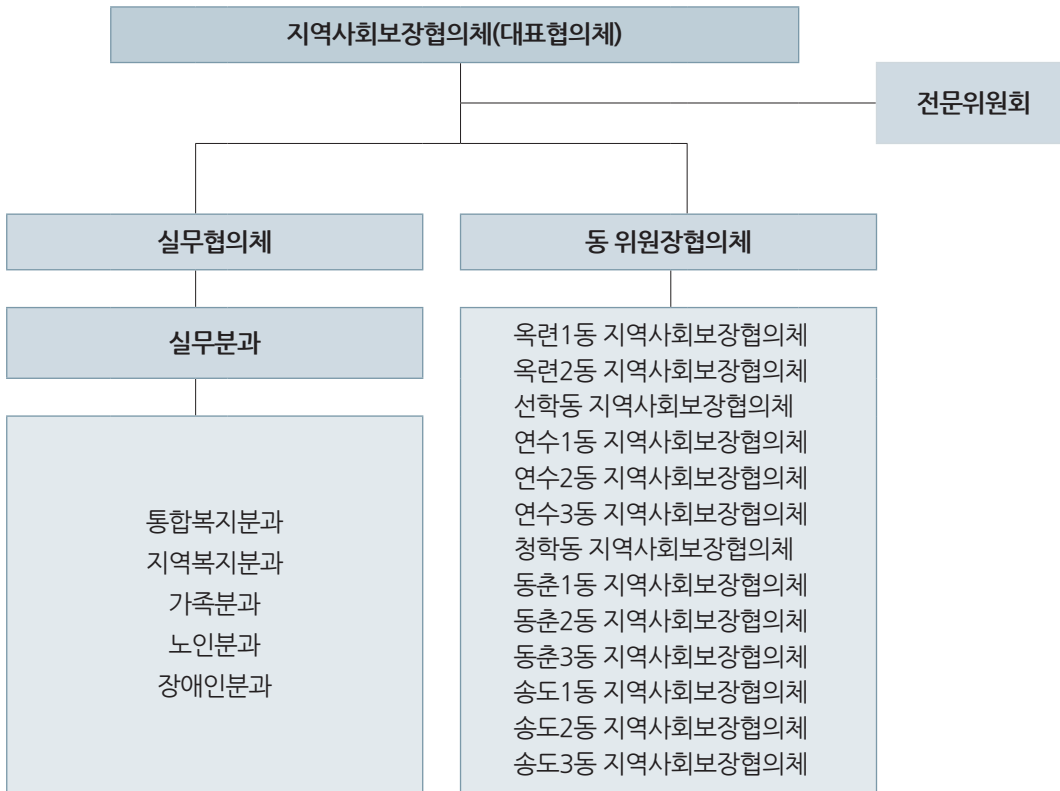 지역사회보장협의체(대표협의체)
전문위원회
실무협의체
동 위원장협의체
실무분과
통합복지분과
지역복지분과
가족분과
노인분과
장애인분과
옥련1동 지역사회보장협의체
옥련2동 지역사회보장협의체
선학동 지역사회보장협의체
연수1동 지역사회보장협의체
연수2동 지역사회보장협의체
연수3동 지역사회보장협의체
청학동 지역사회보장협의체
동춘1동 지역사회보장협의체
동춘2동 지역사회보장협의체
동춘3동 지역사회보장협의체
송도1동 지역사회보장협의체
송도2동 지역사회보장협의체
송도3동 지역사회보장협의체